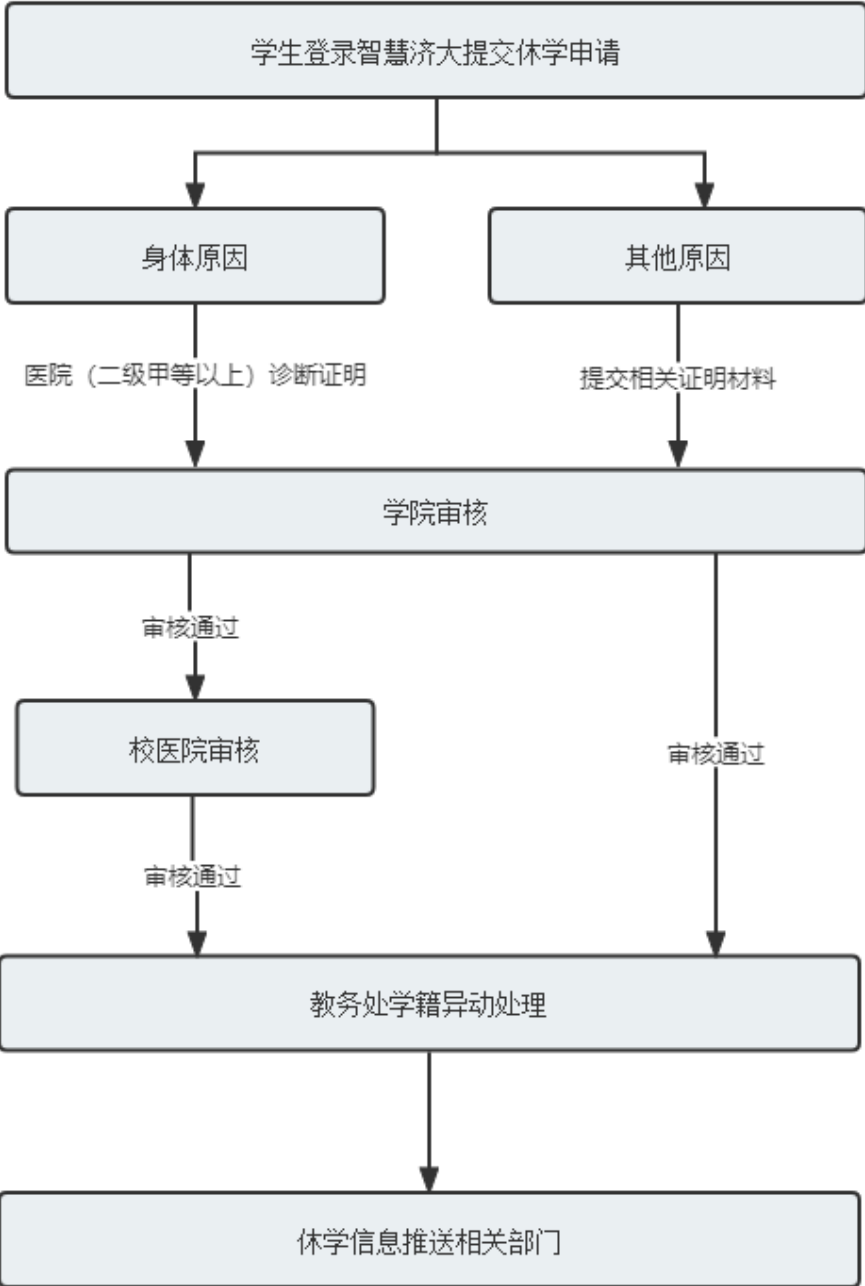 学生登录智慧济大提交休学申请
身体原因
其他原因
医院（二级甲等以上）诊断证明
提交相关证明材料
学院审核
审核通过
校医院审核
审核通过
审核通过
教务处学籍异动处理
休学信息推送相关部门